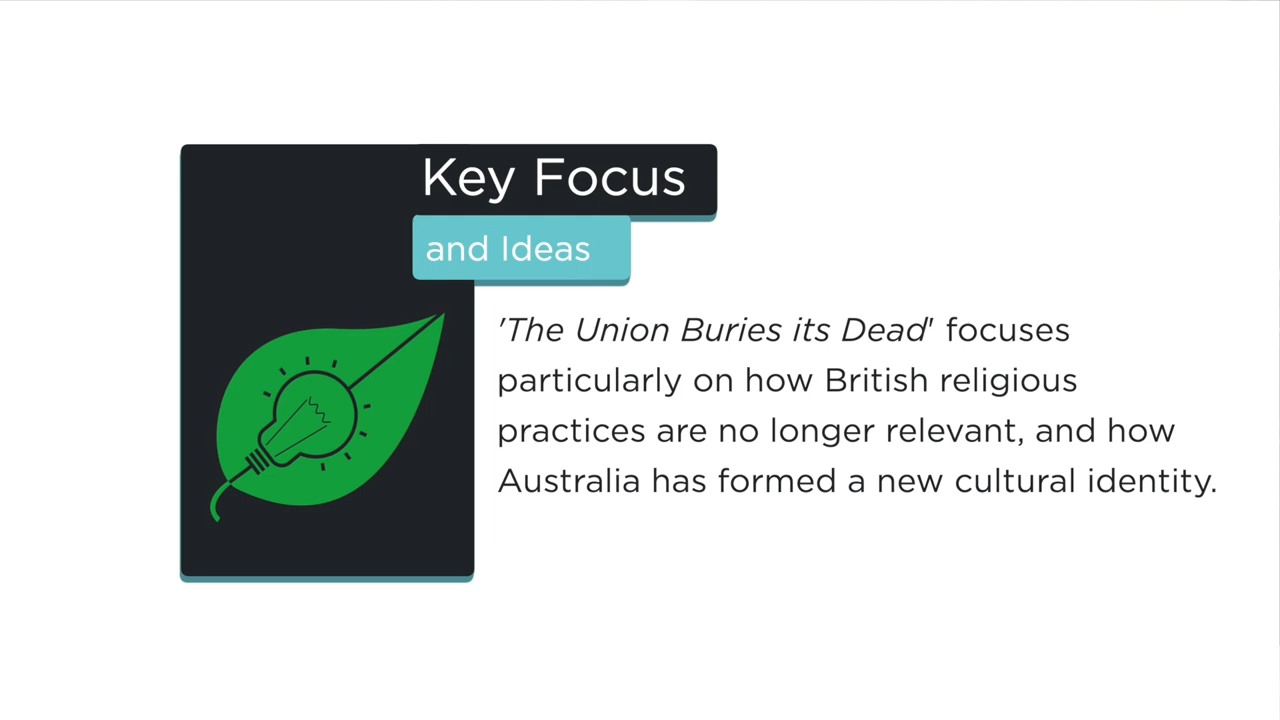 Key Focus
and Ideas
'The Union Buries its Dead' focuses
particularly on how British religious
practices are no longer relevant, and how
Australia has formed a new cultural identity.